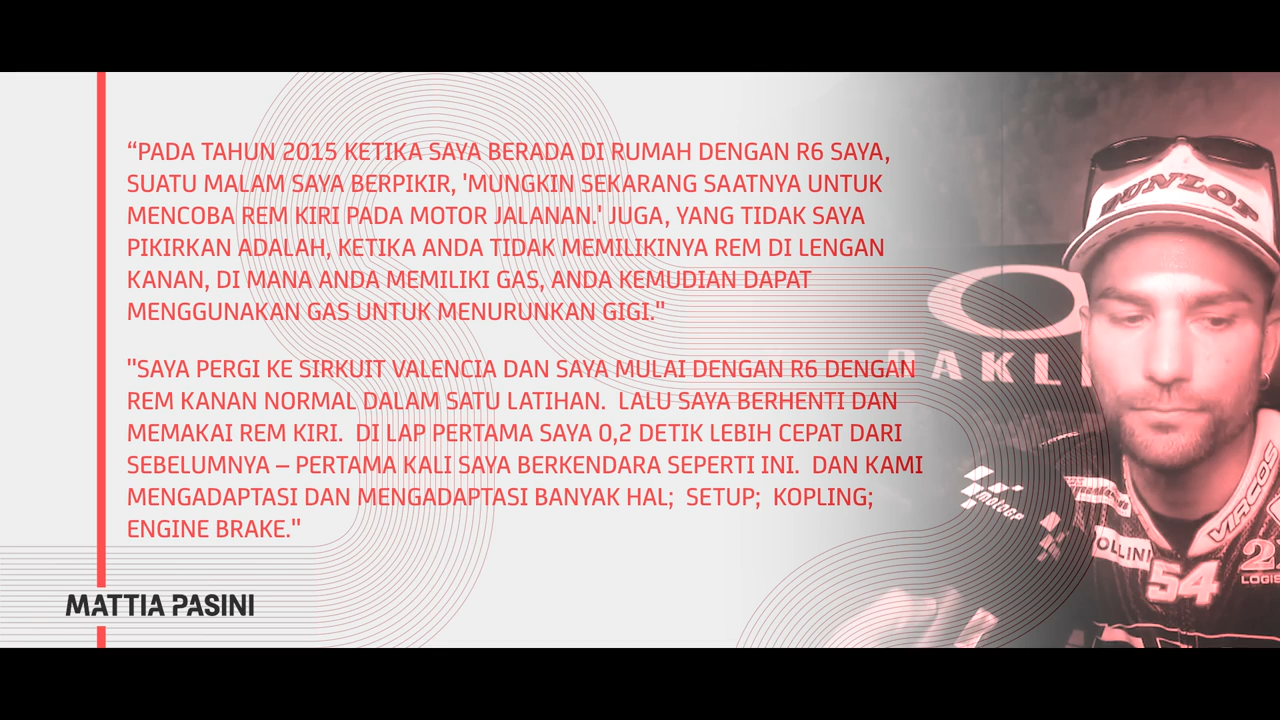 “PADA TAHUN 2015 KETIKA SAYA BERADA DI RUMAH DENGAN R6 SAYA,
SUATU MALAM SAYA BERPIKIR, 'MUNGKIN SEKARANG SAATNYA UNTUK
MENCOBA REM KIRI PADA MOTOR JALANAN.' JUGA, YANG TIDAK SAYA
PIKIRKAN ADALAH, KETIKA ANDA TIDAK MEMILIKINYA REM DI LENGAN
KANAN, DI MANA ANDA MEMILIKI GAS, ANDA KEMUDIAN DAPAT
MENGGUNAKAN GAS UNTUK MENURUNKAN GIGI."
"SAYA PERGI KE SIRKUIT VALENCIA DAN SAYA MULAI DENGAN R6 DENGAN
REM KANAN NORMAL DALAM SATU LATIHAN.  LALU SAYA BERHENTI DAN
MEMAKAI REM KIRI.  DI LAP PERTAMA SAYA 0,2 DETIK LEBIH CEPAT DARI
SEBELUMNYA – PERTAMA KALI SAYA BERKENDARA SEPERTI INI.  DAN KAMI
MENGADAPTASI DAN MENGADAPTASI BANYAK HAL;  SETUP;  KOPLING;
ENGINE BRAKE."
MATTIA PASINI
DUNLOP
OAKL
MotoGP
VIRCOS
OLLINI
54
LOGIS